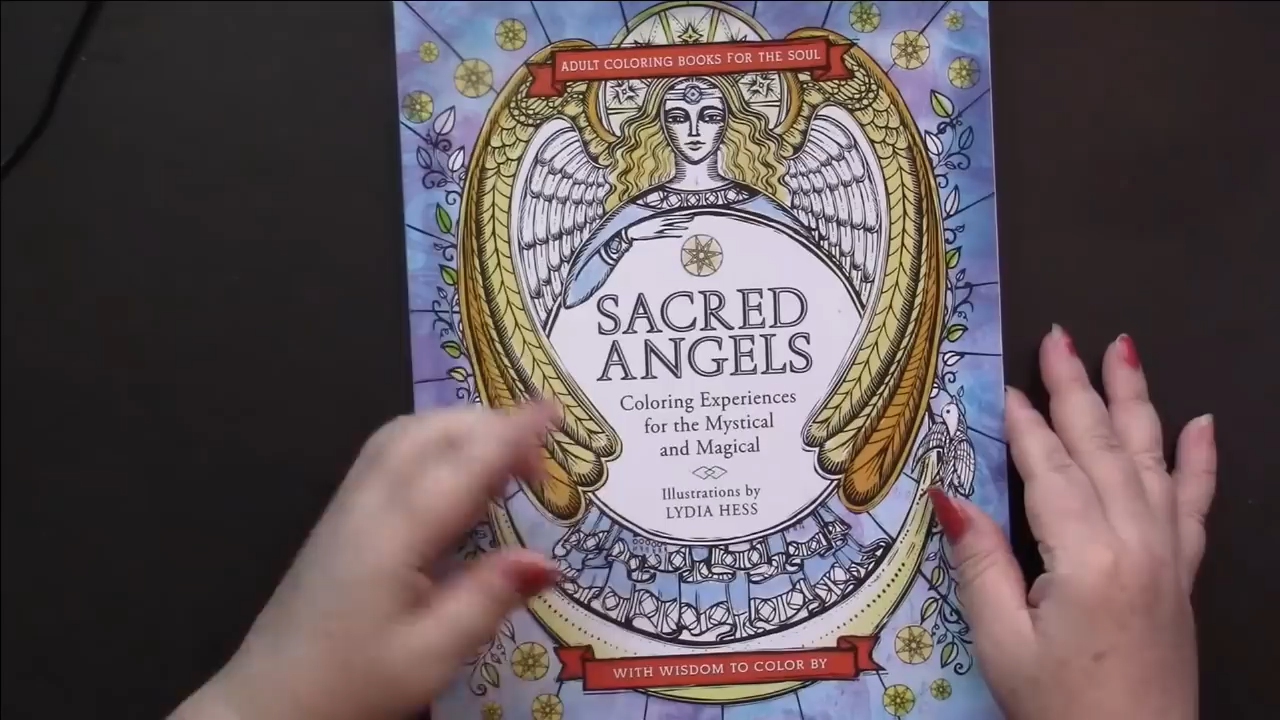 ADULT COLORING BOOKS FOR THE SOUL
SACRED
ANGELS
Coloring Experiences
for the Mystical
and Magical
Illustrations by
LYDIA HESS
WITH WISDOM TO COLOR BY